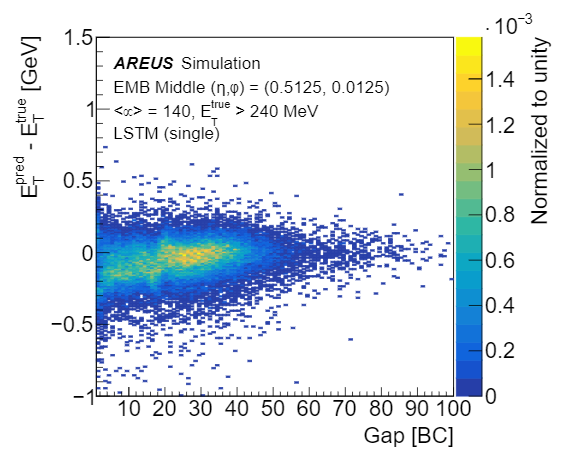 · 10⁻³
AREUS Simulation
EMB Middle (η,φ) = (0.5125, 0.0125)
<∝> = 140, E_T^true > 240 MeV
LSTM (single)
E_T^pred - E_T^true [GeV]
1.5
1
0.5
0
−0.5
−1
10 20 30 40 50 60 70 80 90 100
Gap [BC]
1.4
1.2
1
0.8
0.6
0.4
0.2
0
Normalized to unity